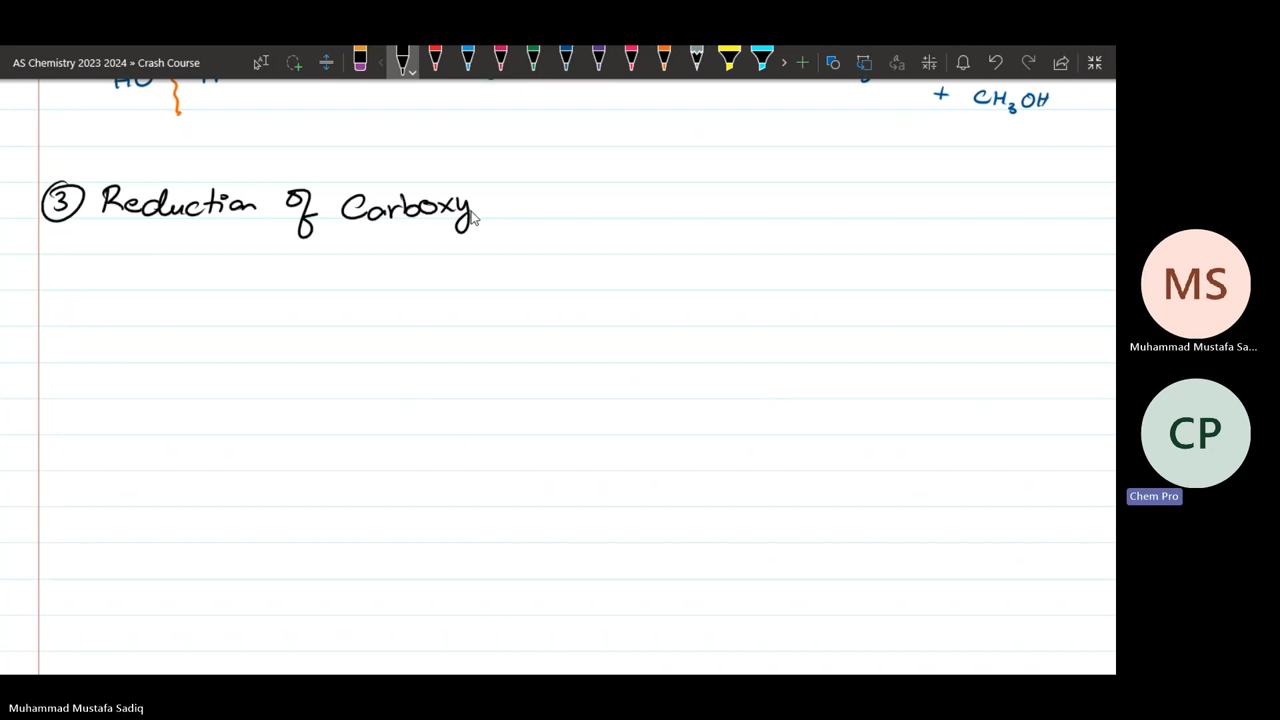 AS Chemistry 2023 2024 » Crash Course
HO H
+ CH3OH
③ Reduction of Carboxy
MS
Muhammad Mustafa Sa...
CP
Chem Pro
Muhammad Mustafa Sadiq